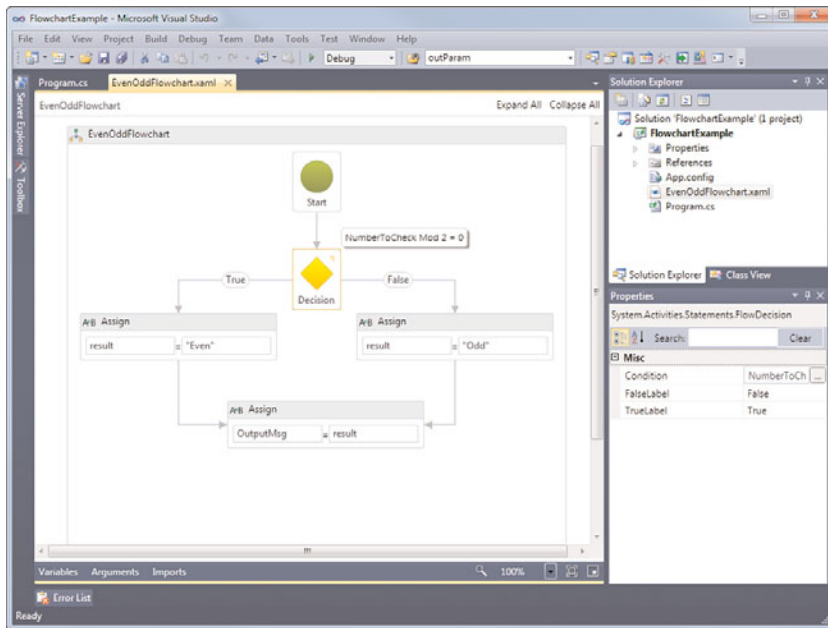 FlowchartExample - Microsoft Visual Studio
File Edit View Project Build Debug Team Data Tools Test Window Help
Debug outParam
Server Explorer
Toolbox
Program.cs EvenOddFlowchart.xaml
EvenOddFlowchart Expand All Collapse All
EvenOddFlowchart
Start
NumberToCheck Mod 2 = 0
True False
Decision
A+B Assign
result = "Even"
A+B Assign
result = "Odd"
A+B Assign
OutputMsg = result
Variables Arguments Imports 100%
Error List
Ready
Solution Explorer
Solution 'FlowchartExample' (1 project)
FlowchartExample
Properties
References
App.config
EvenOddFlowchart.xaml
Program.cs
Solution Explorer Class View
Properties
System.Activities.Statements.FlowDecision
Search: Clear
Misc
Condition NumberToCh ...
FalseLabel False
TrueLabel True